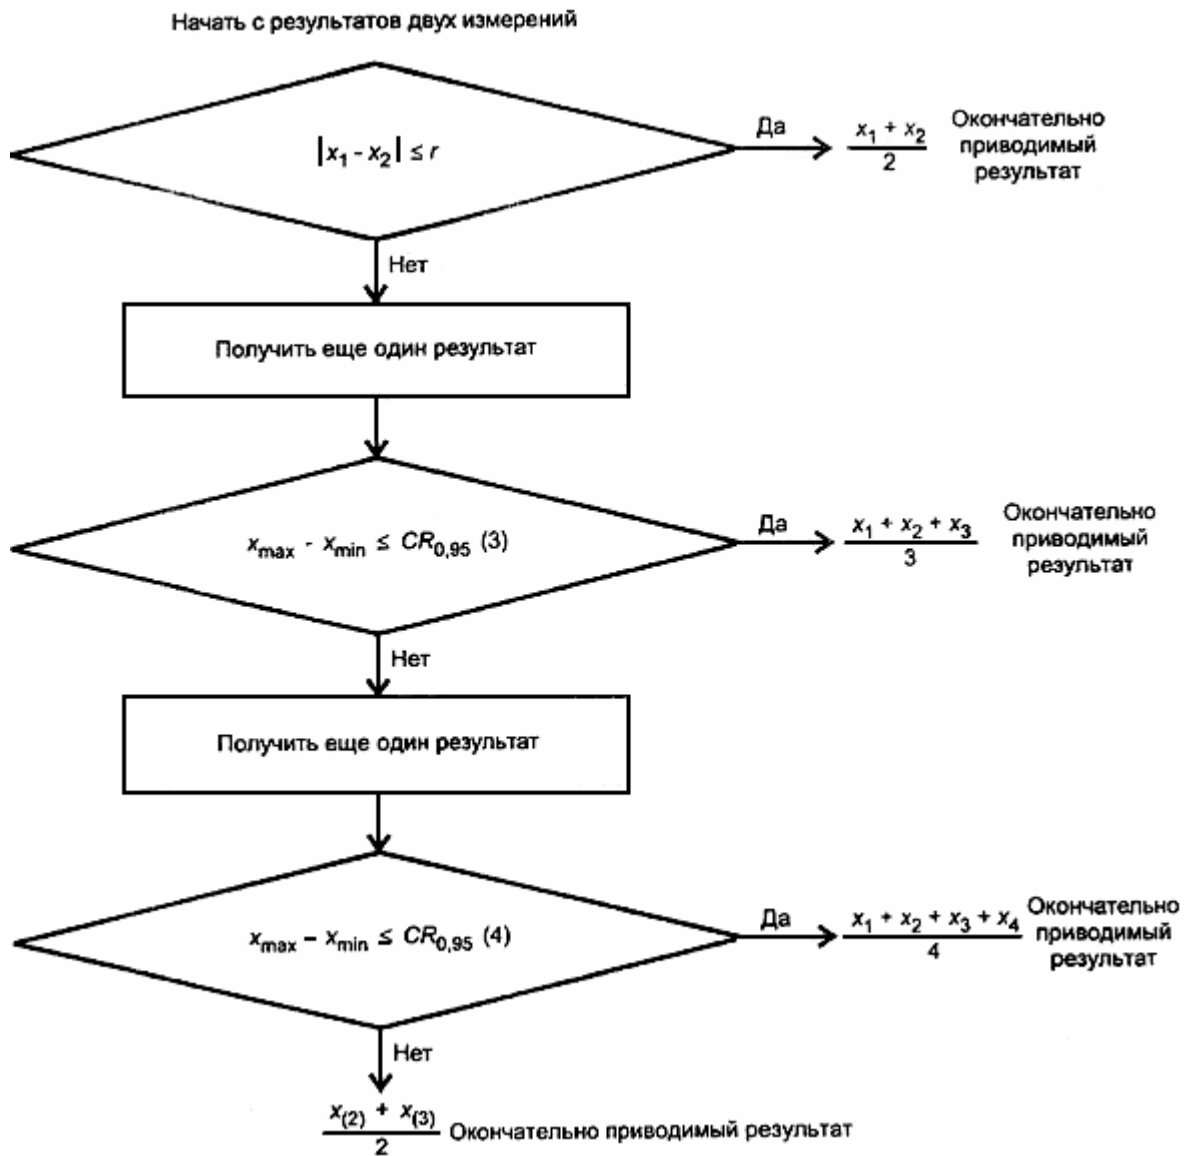 Начать с результатов двух измерений
|x₁ - x₂| ≤ r
Да
x₁ + x₂
2
Окончательно
приводимый
результат
Нет
Получить еще один результат
xmax - xmin ≤ CR0,95 (3)
Да
x₁ + x₂ + x₃
3
Окончательно
приводимый
результат
Нет
Получить еще один результат
xmax – xmin ≤ CR0,95 (4)
Да
x₁ + x₂ + x₃ + x₄
4
Окончательно
приводимый
результат
Нет
x(2) + x(3)
2
Окончательно приводимый результат